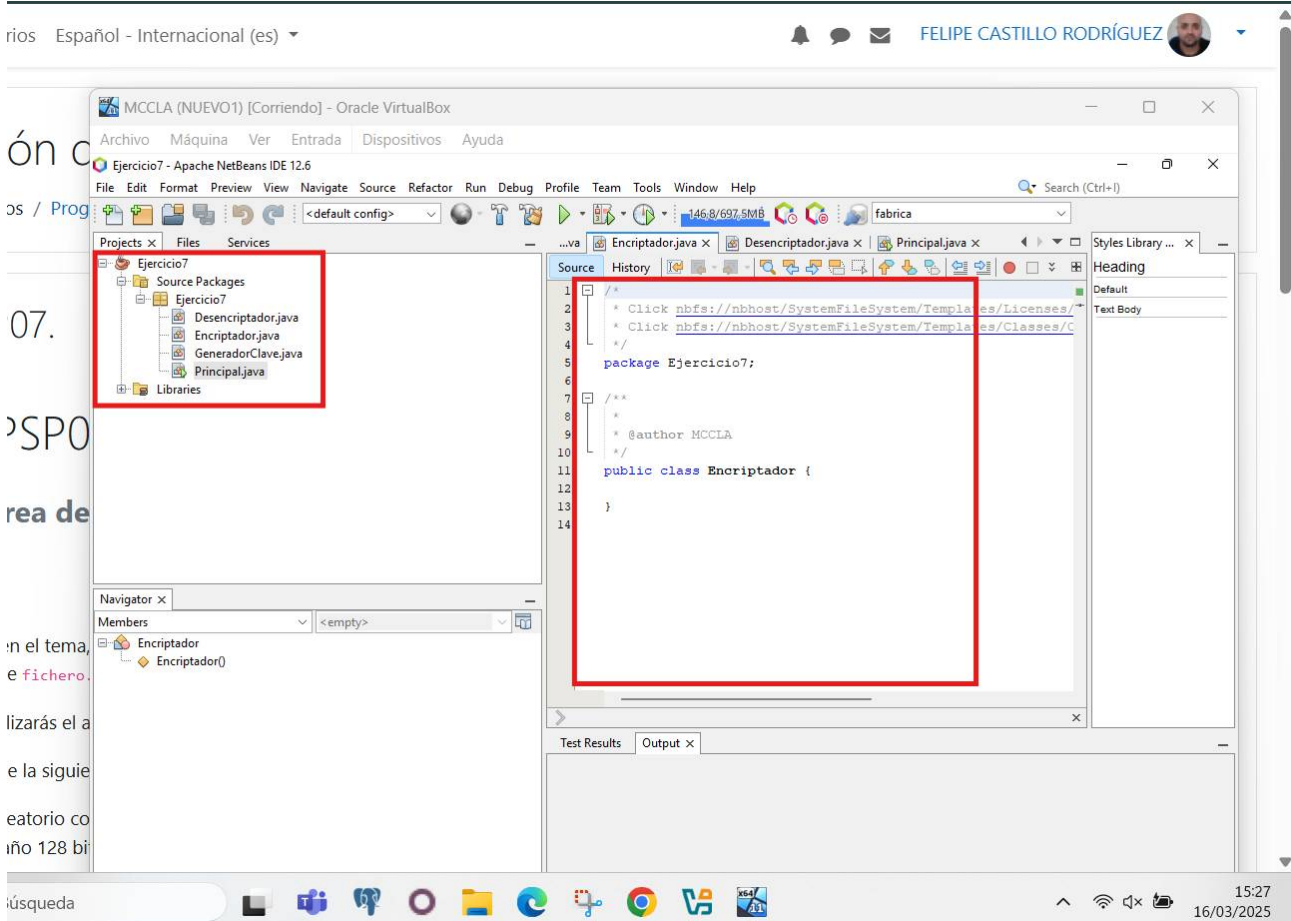 rios Español - Internacional (es)
FELIPE CASTILLO RODRÍGUEZ
ón c
os / Prog
07.
PSP0
rea de
en el tema,
e fichero.
lizarás el a
e la siguie
eatorio co
año 128 bi
MCCLA (NUEVO1) [Corriendo] - Oracle VirtualBox
Archivo Máquina Ver Entrada Dispositivos Ayuda
Ejercicio7 - Apache NetBeans IDE 12.6
File Edit Format Preview View Navigate Source Refactor Run Debug Profile Team Tools Window Help
Search (Ctrl+I)
<default config>
146,8/697,5MB
fabrica
Projects Files Services
Ejercicio7
Source Packages
Ejercicio7
Desencriptador.java
Encriptador.java
GeneradorClave.java
Principal.java
Libraries
Navigator
Members <empty>
Encriptador
Encriptador()
...va Encriptador.java Desencriptador.java Principal.java
Source History
1 /*
2 * Click nbfs://nbhost/SystemFileSystem/Templates/Licenses/
3 * Click nbfs://nbhost/SystemFileSystem/Templates/Classes/C
4 */
5 package Ejercicio7;
6
7 /**
8 *
9 * @author MCCLA
10 */
11 public class Encriptador {
12
13 }
14
Styles Library ...
Heading
Default
Text Body
Test Results Output
Búsqueda
15:27
16/03/2025